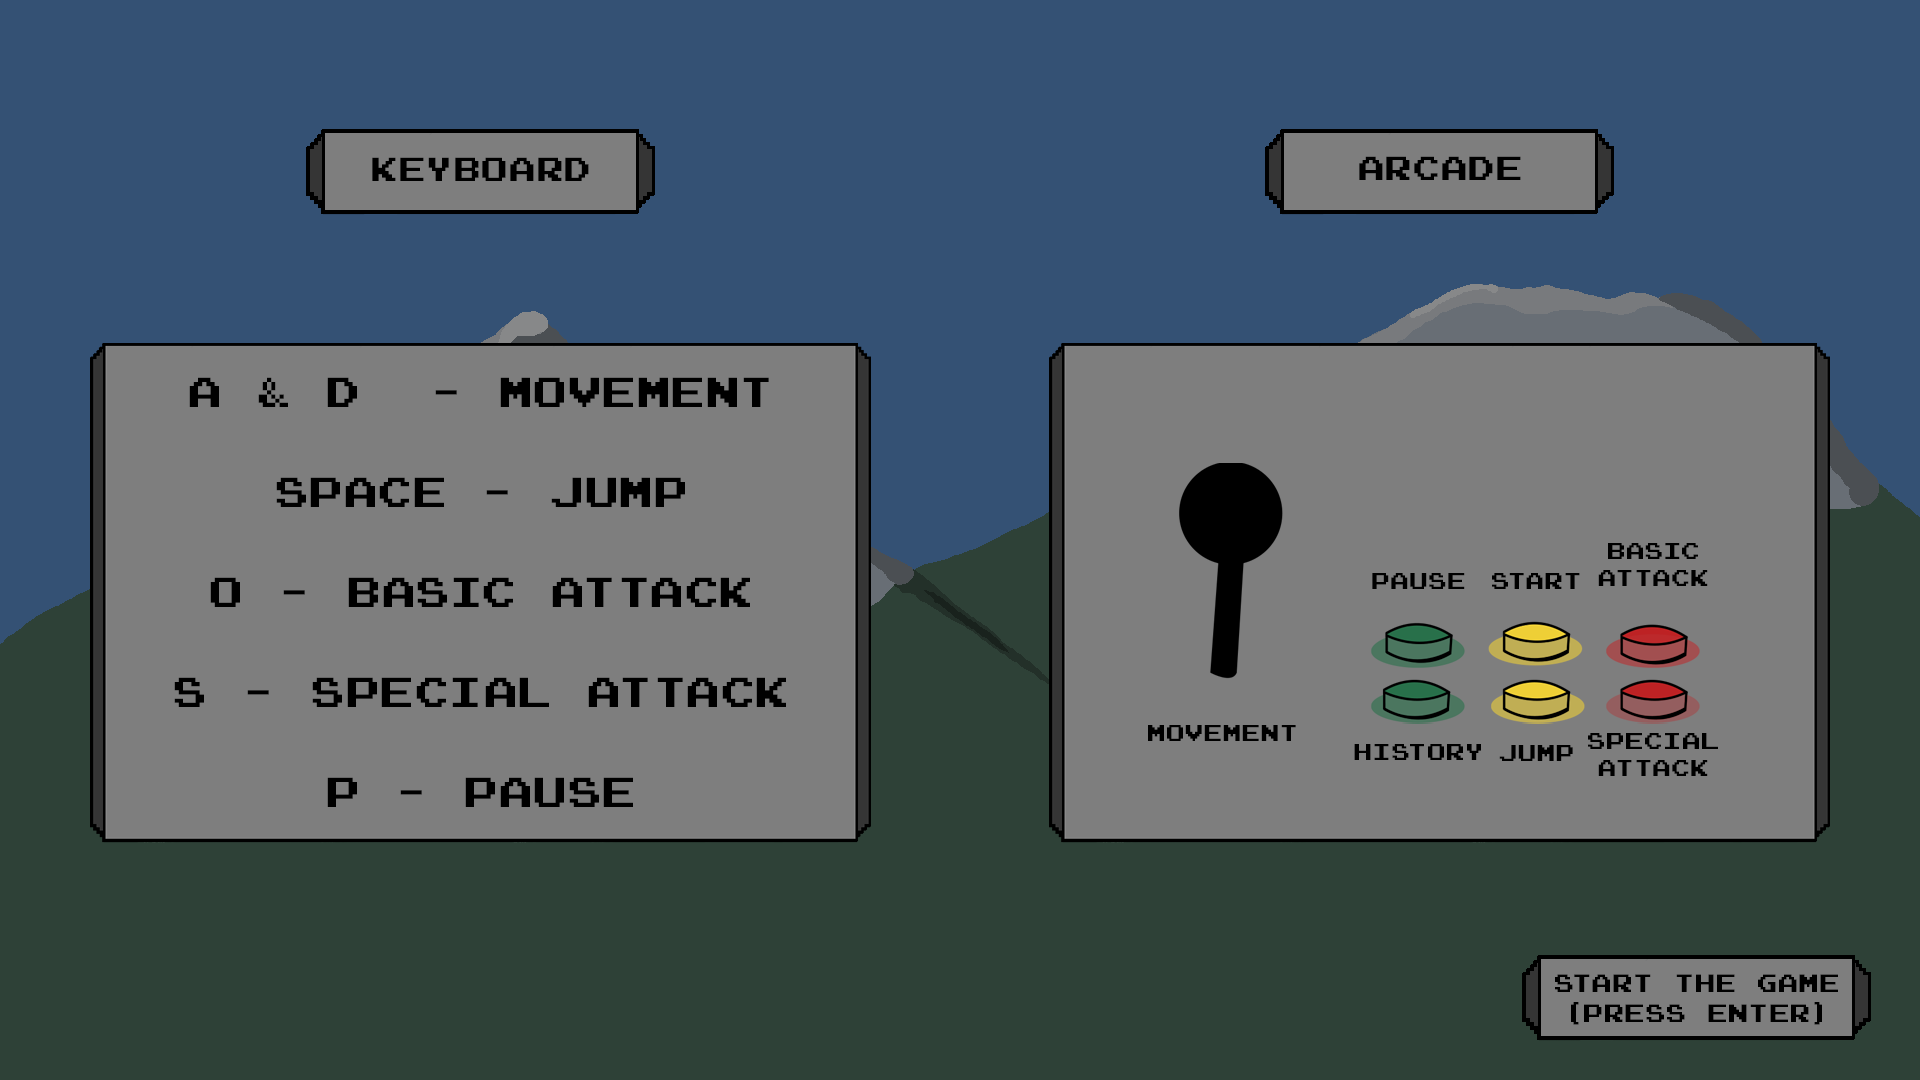 KEYBOARD
A & D - MOVEMENT
SPACE - JUMP
O - BASIC ATTACK
S - SPECIAL ATTACK
P - PAUSE
ARCADE
MOVEMENT
PAUSE
START
BASIC
ATTACK
HISTORY
JUMP
SPECIAL
ATTACK
START THE GAME
(PRESS ENTER)